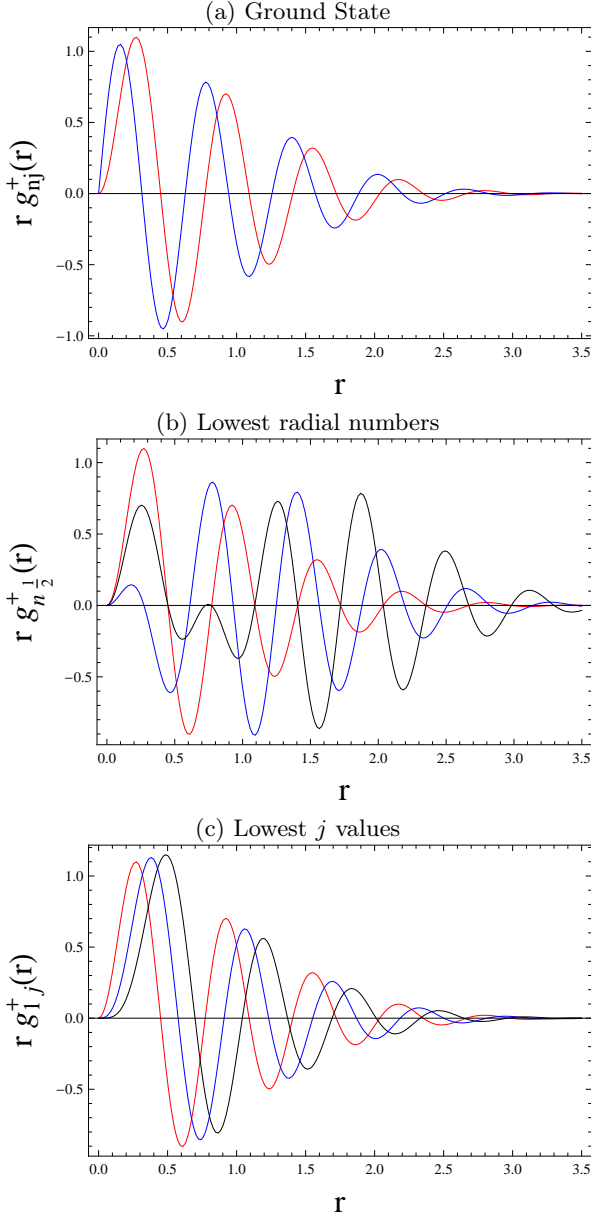 (a) Ground State
r g⁺ₙⱼ(r)
1.0
0.5
0.0
−0.5
−1.0
0.0 0.5 1.0 1.5 2.0 2.5 3.0 3.5
r
(b) Lowest radial numbers
r g⁺ₙ ½(r)
1.0
0.5
0.0
−0.5
0.0 0.5 1.0 1.5 2.0 2.5 3.0 3.5
r
(c) Lowest j values
r g⁺₁ ⱼ(r)
1.0
0.5
0.0
−0.5
0.0 0.5 1.0 1.5 2.0 2.5 3.0 3.5
r